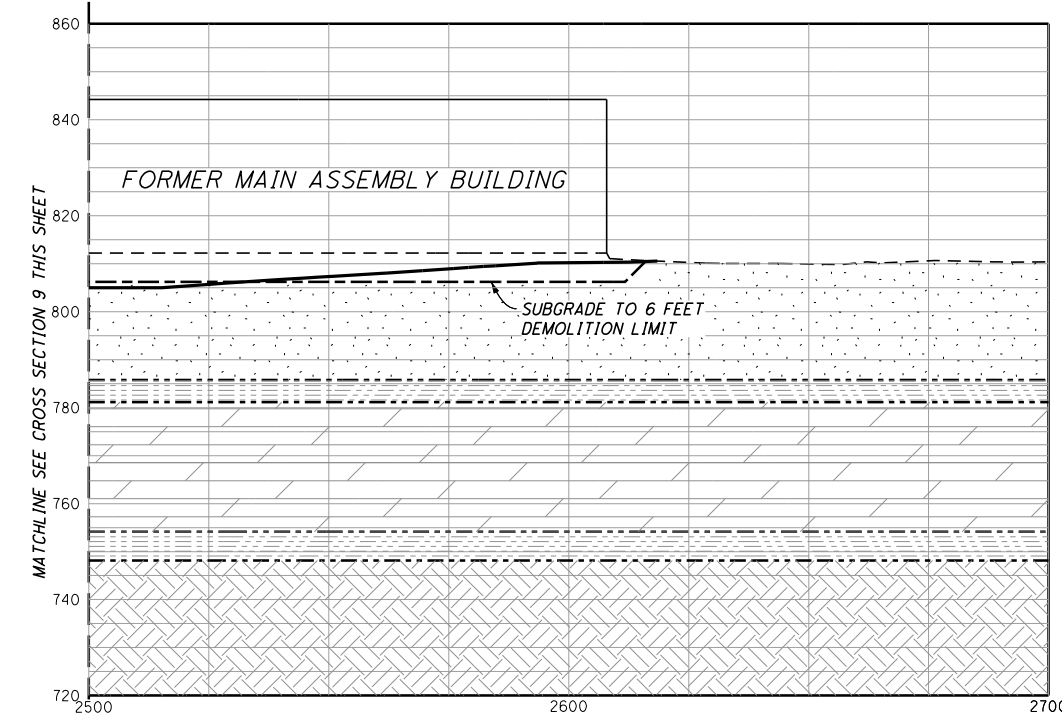 860
840
FORMER MAIN ASSEMBLY BUILDING
820
MATCHLINE SEE CROSS SECTION 9 THIS SHEET
800
SUBGRADE TO 6 FEET
DEMOLITION LIMIT
780
760
740
720
2500
2600
270